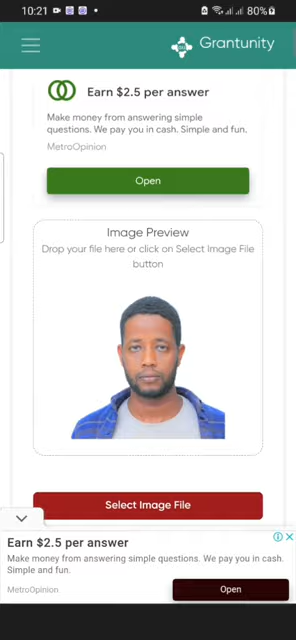 10:21
80%
Grantunity
Earn $2.5 per answer
Make money from answering simple
questions. We pay you in cash. Simple and fun.
MetroOpinion
Open
Image Preview
Drop your file here or click on Select Image File
button
Select Image File
Earn $2.5 per answer
Make money from answering simple questions. We pay you in cash.
Simple and fun.
MetroOpinion
Open